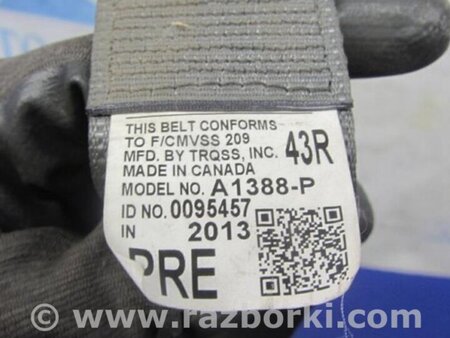 THIS BELT CONFORMS
TO F/CMVSS 209
MFD. BY TRQSS, INC. 43R
MADE IN CANADA
MODEL NO. A1388-P
ID NO. 0095457
IN 2013
PRE
© www.razborki.com